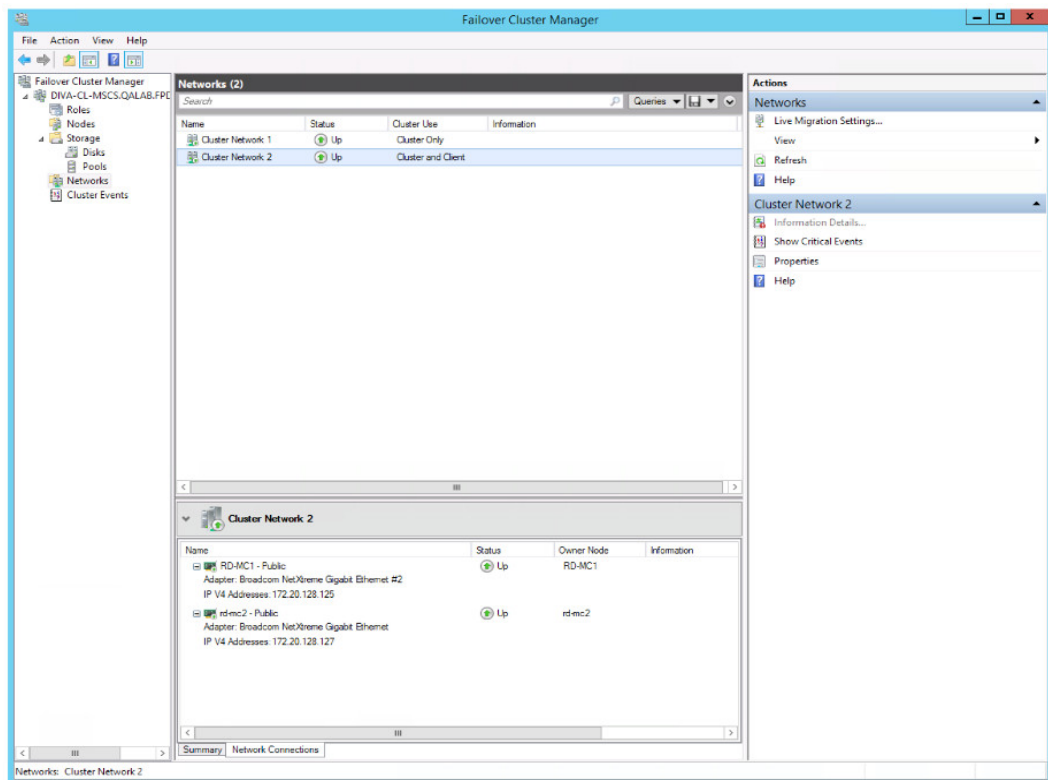 Failover Cluster Manager
File Action View Help
Failover Cluster Manager
DIVA-CL-MSCS.QALAB.FPD
Roles
Nodes
Storage
Disks
Pools
Networks
Cluster Events
Networks (2)
Search
Queries
Name Status Cluster Use Information
Cluster Network 1 Up Cluster Only
Cluster Network 2 Up Cluster and Client
Cluster Network 2
Name Status Owner Node Information
RD-MC1 - Public Up RD-MC1
Adapter: Broadcom NetXtreme Gigabit Ethernet #2
IP V4 Addresses: 172.20.128.125
rd-mc2 - Public Up rd-mc2
Adapter: Broadcom NetXtreme Gigabit Ethernet
IP V4 Addresses: 172.20.128.127
Summary Network Connections
Actions
Networks
Live Migration Settings...
View
Refresh
Help
Cluster Network 2
Information Details...
Show Critical Events
Properties
Help
Networks: Cluster Network 2